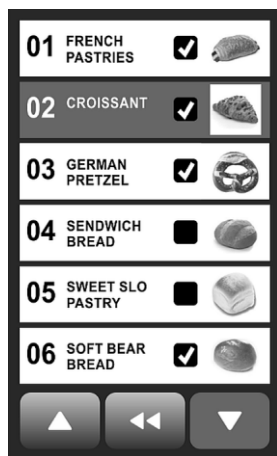 01 FRENCH
PASTRIES
02 CROISSANT
03 GERMAN
PRETZEL
04 SENDWICH
BREAD
05 SWEET SLO
PASTRY
06 SOFT BEAR
BREAD